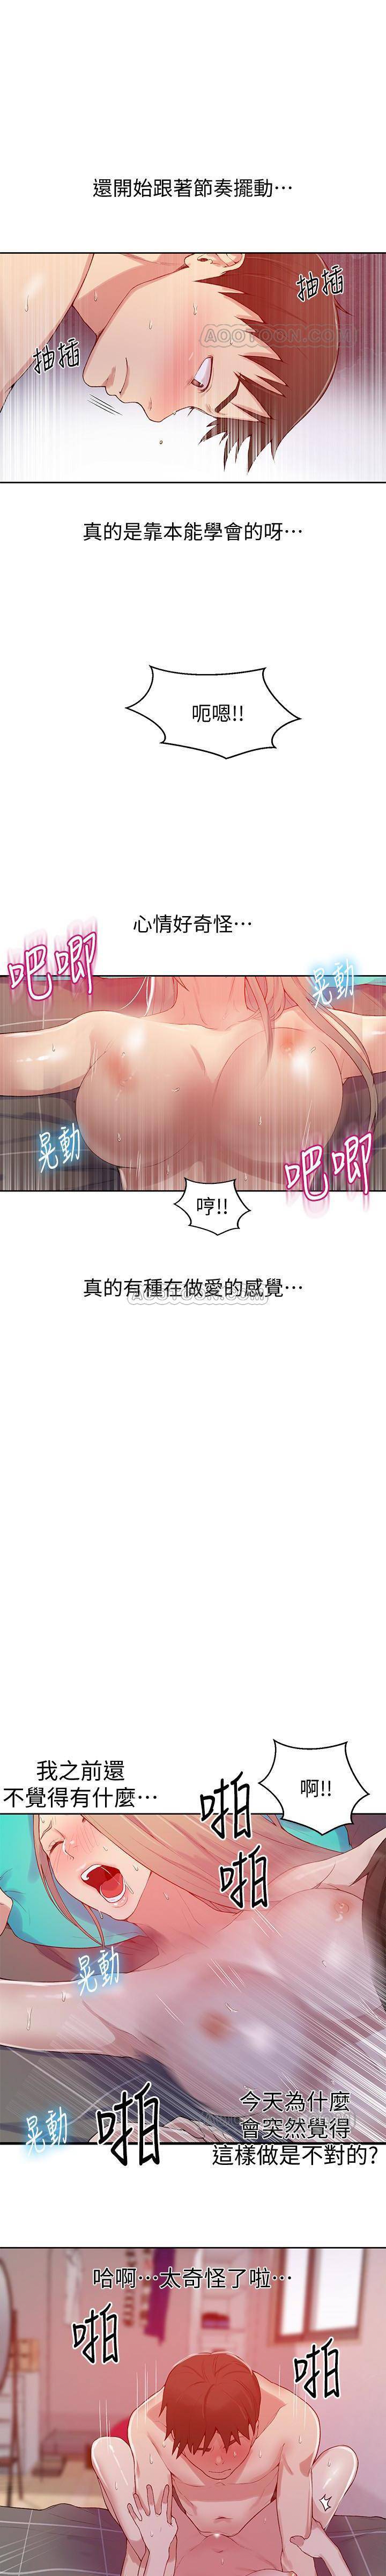 還開始跟著節奏擺動…
抽插
AQQTOON.COM
抽插
真的是靠本能學會的呀…
呃嗯!!
心情好奇怪…
吧唧
晃動
晃動
吧唧
哼!!
真的有種在做愛的感覺…
AQQTOON.COM
我之前還
不覺得有什麼…
啊!!
啪
啪
晃動
晃動
啪
今天為什麼
會突然覺得
這樣做是不對的?
哈啊…太奇怪了啦…
啪
啪